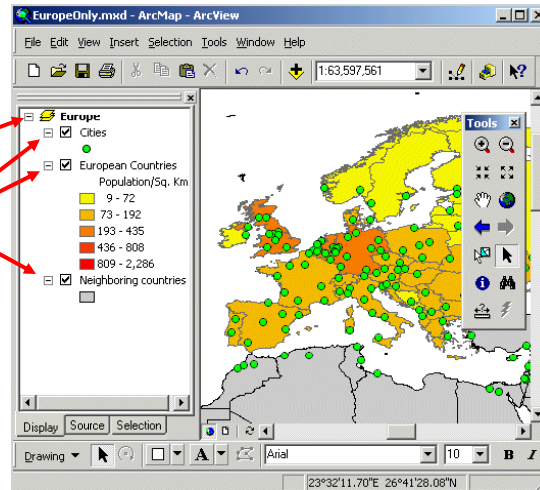 EuropeOnly.mxd - ArcMap - ArcView
File Edit View Insert Selection Tools Window Help
1:63,597,561
Europe
Cities
European Countries
Population/Sq. Km
9 - 72
73 - 192
193 - 435
436 - 808
809 - 2,286
Neighboring countries
Tools
Display Source Selection
Drawing A Arial 10 B I
23°32'11.70"E 26°41'28.08"N